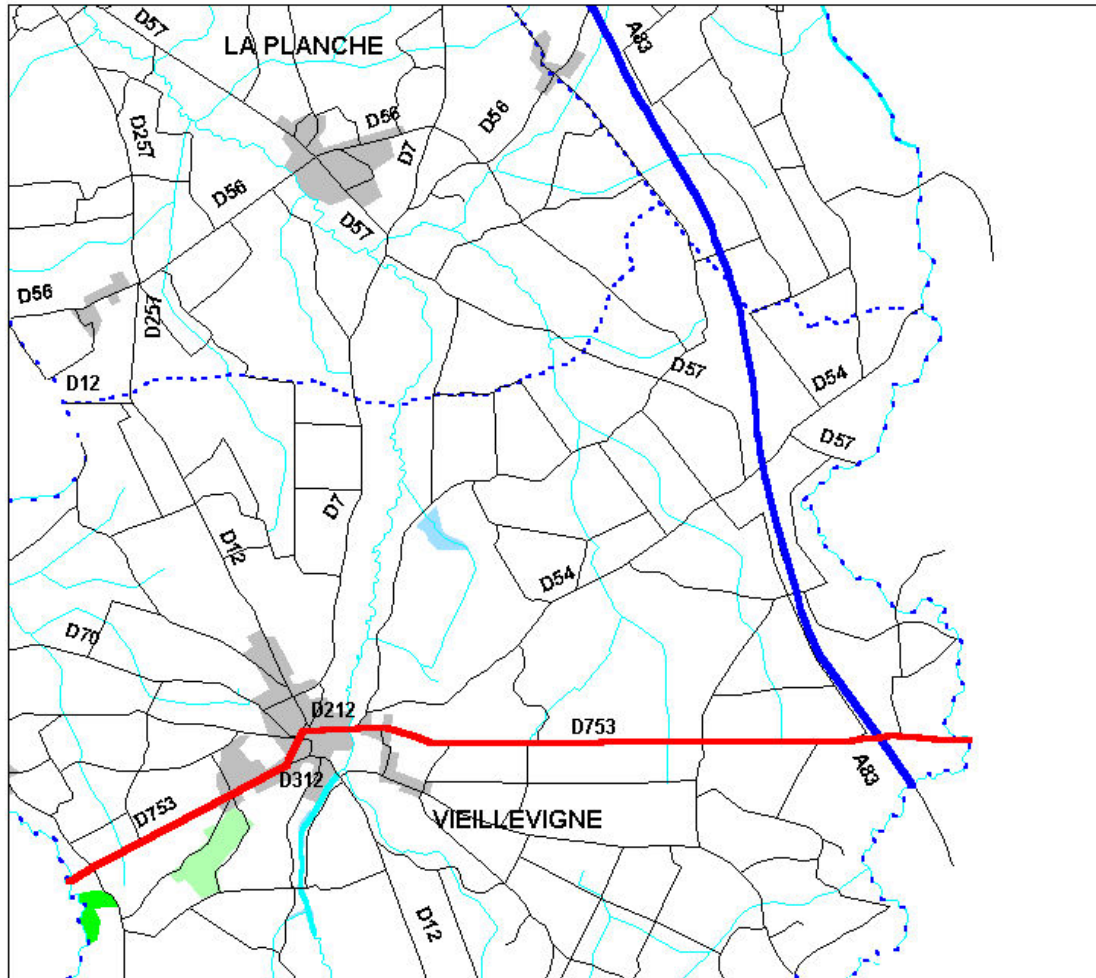 D57
LA PLANCHE
A83
D56
D56
D257
D7
D56
D57
D56
D257
D12
D57
D54
D57
D7
D12
D54
D70
D212
D753
D312
A83
D753
VIEILLEVIGNE
D12